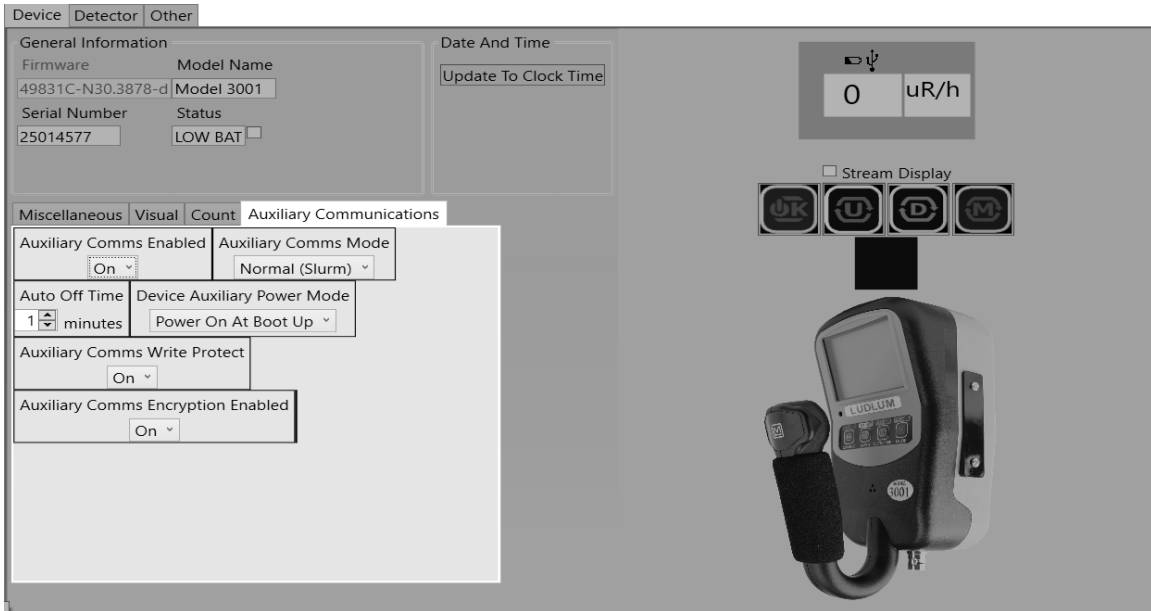 Device Detector Other
General Information
Firmware Model Name
49831C-N30.3878-d Model 3001
Serial Number Status
25014577 LOW BAT
Date And Time
Update To Clock Time
0 uR/h
Stream Display
OK U D M
Miscellaneous Visual Count Auxiliary Communications
Auxiliary Comms Enabled Auxiliary Comms Mode
On Normal (Slurm)
Auto Off Time Device Auxiliary Power Mode
1 minutes Power On At Boot Up
Auxiliary Comms Write Protect
On
Auxiliary Comms Encryption Enabled
On
LUDLUM
M
3001